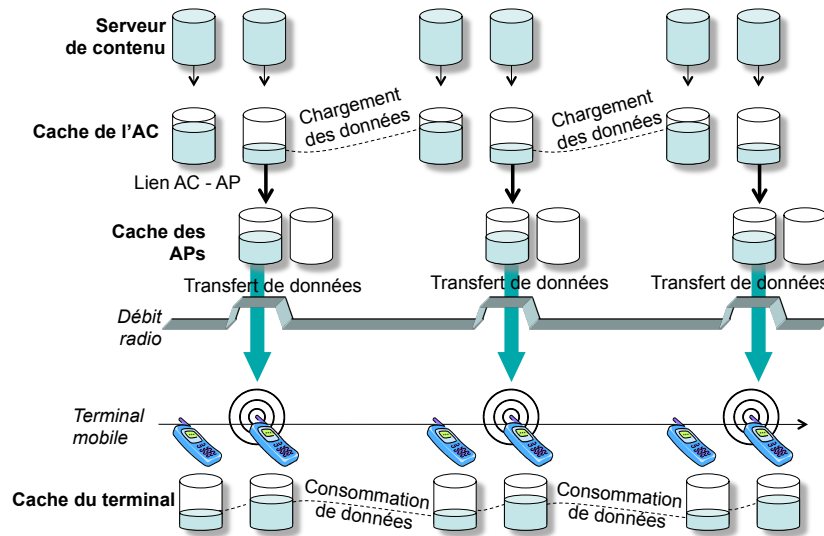 Serveur
de contenu
Chargement
des données
Chargement
des données
Cache de l'AC
Lien AC - AP
Cache des
APs
Transfert de données
Transfert de données
Transfert de données
Débit
radio
Terminal
mobile
Cache du terminal
Consommation
de données
Consommation
de données